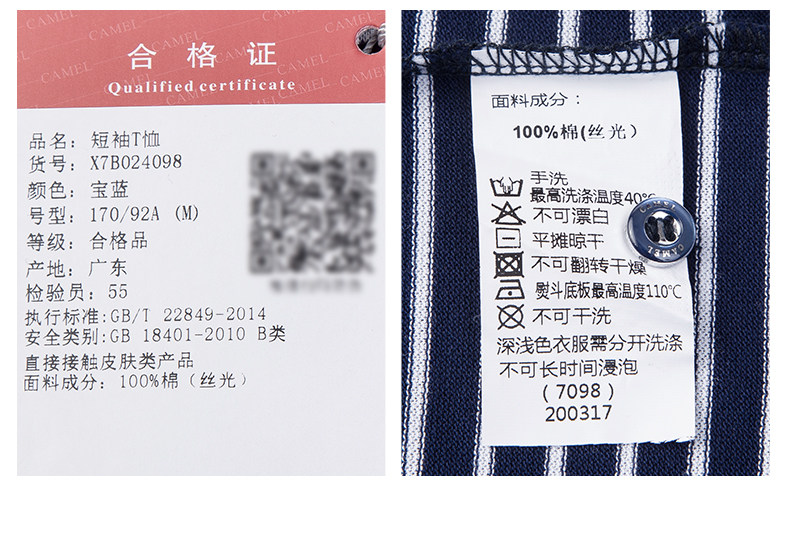 CAMEL
合格证
Qualified certificate
品名：短袖T恤
货号：X7B024098
颜色：宝蓝
号型：170/92A (M)
等级：合格品
产地：广东
检验员：55
执行标准:GB/T 22849-2014
安全类别:GB 18401-2010 B类
直接接触皮肤类产品
面料成分：100%棉（丝光）
面料成分：
100%棉(丝光)
手洗
最高洗涤温度40℃
不可漂白
平摊晾干
不可翻转干燥
熨斗底板最高温度110℃
不可干洗
深浅色衣服需分开洗涤
不可长时间浸泡
(7098)
200317
CAMEL